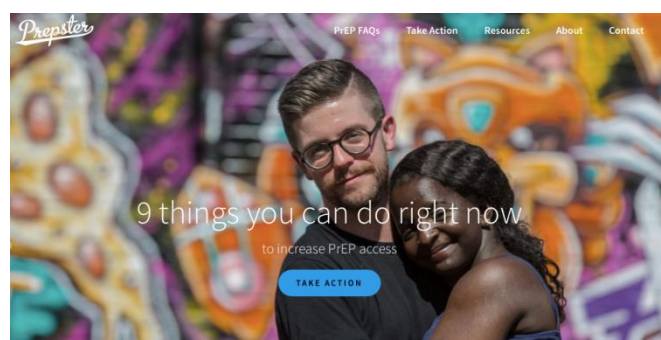 Prepster
PrEP FAQs Take Action Resources About Contact
9 things you can do right now
to increase PrEP access
TAKE ACTION